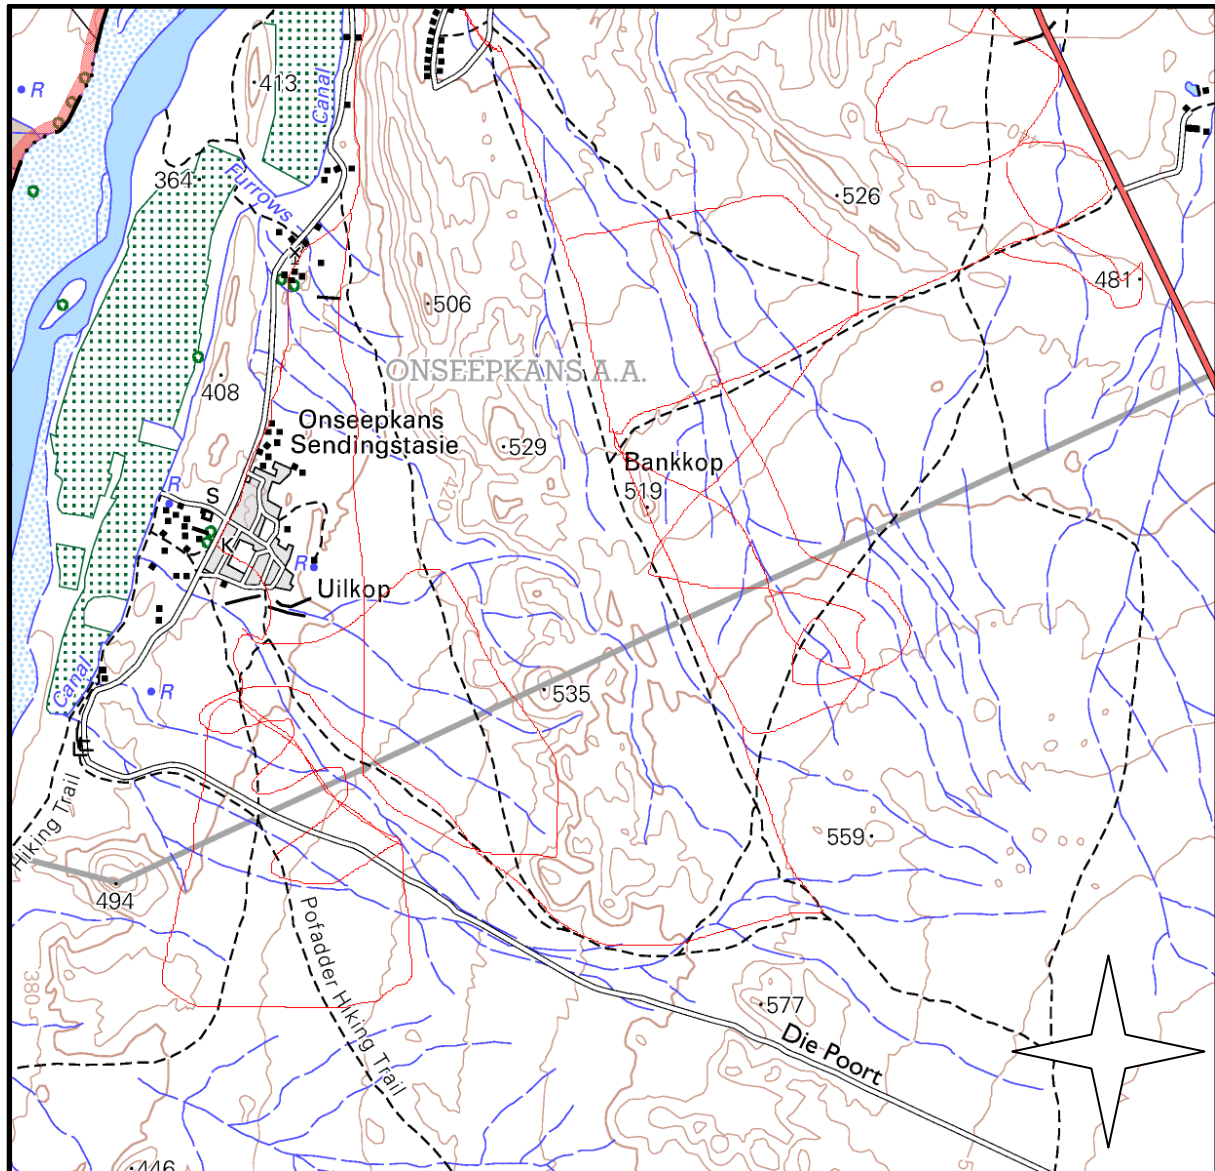 R
413
Canal
364
Furrows
526
481
506
ONSEEPKANS A.A.
408
Onseepkans
Sendingstasie
529
420
Bankkop
519
R
S
K
R
Uilkop
Canal
R
535
559
Hiking Trail
494
Pofadder Hiking Trail
380
577
Die Poort
446